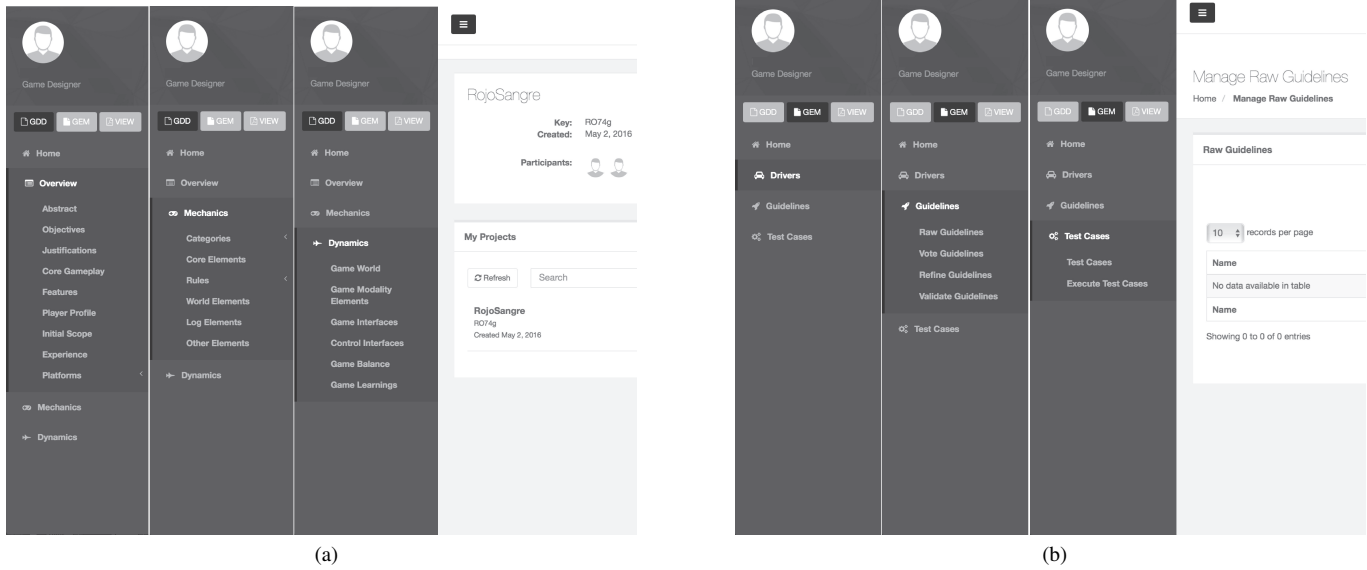 Game Designer
GDD GEM VIEW
Home
Overview
Abstract
Objectives
Justifications
Core Gameplay
Features
Player Profile
Initial Scope
Experience
Platforms
Mechanics
Dynamics
Game Designer
GDD GEM VIEW
Home
Overview
Mechanics
Categories
Core Elements
Rules
World Elements
Log Elements
Other Elements
Dynamics
Game Designer
GDD GEM VIEW
Home
Overview
Mechanics
Dynamics
Game World
Game Modality
Elements
Game Interfaces
Control Interfaces
Game Balance
Game Learnings
RojoSangre
Key: RO74g
Created: May 2, 2016
Participants:
My Projects
Refresh Search
RojoSangre
RO74g
Created May 2, 2016
(a)
Game Designer
GDD GEM VIEW
Home
Drivers
Guidelines
Test Cases
Game Designer
GDD GEM VIEW
Home
Drivers
Guidelines
Raw Guidelines
Vote Guidelines
Refine Guidelines
Validate Guidelines
Test Cases
Game Designer
GDD GEM VIEW
Home
Drivers
Guidelines
Test Cases
Test Cases
Execute Test Cases
Manage Raw Guidelines
Home / Manage Raw Guidelines
Raw Guidelines
10 records per page
Name
No data available in table
Name
Showing 0 to 0 of 0 entries
(b)